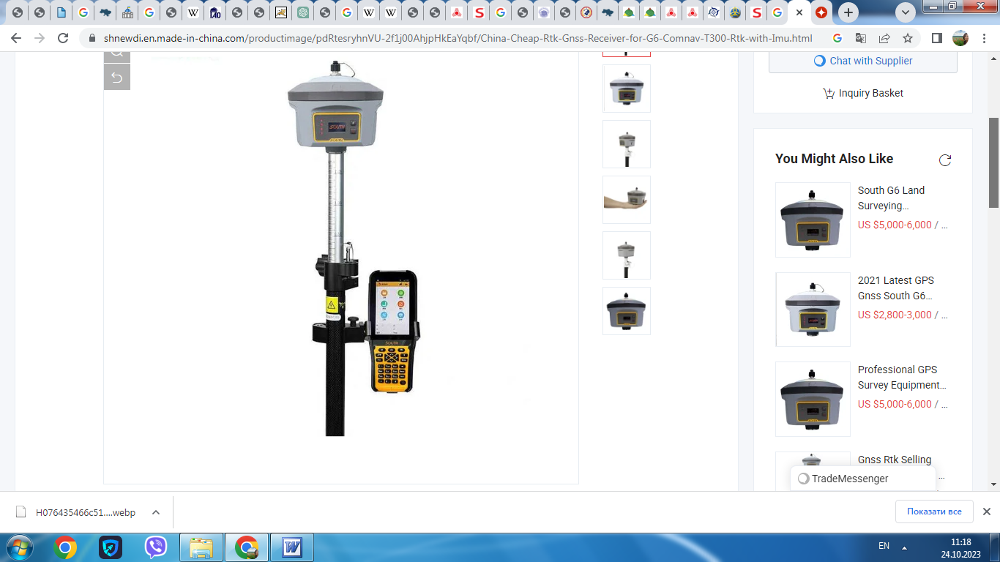 shnewdi.en.made-in-china.com/productimage/pdRtesryhnVU-2f1j00AhjpHkEaYqbf/China-Cheap-Rtk-Gnss-Receiver-for-G6-Comnav-T300-Rtk-with-Imu.html
SOUTH
SOUTH
Chat with Supplier
Inquiry Basket
You Might Also Like
South G6 Land
Surveying...
US $5,000-6,000 / ...
2021 Latest GPS
Gnss South G6...
US $2,800-3,000 / ...
Professional GPS
Survey Equipment...
US $5,000-6,000 / ...
Gnss Rtk Selling
...
TradeMessenger
H076435466c51....webp
Показати все
EN
11:18
24.10.2023